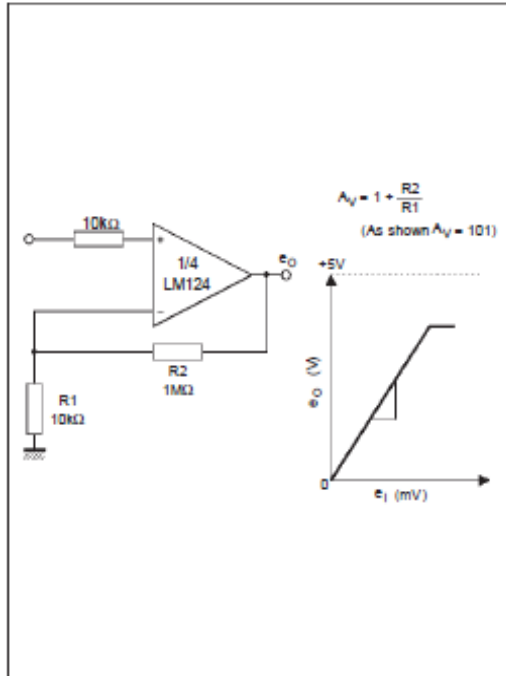 10kΩ
+
1/4
LM124
-
e_O
R2
1MΩ
R1
10kΩ
A_V = 1 + R2/R1
(As shown A_V = 101)
+5V
e_O (V)
0
e_I (mV)